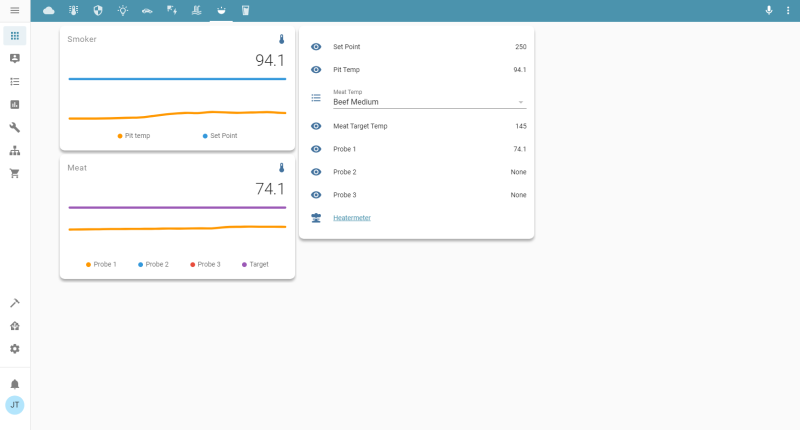 Smoker
94.1
Pit temp
Set Point
Meat
74.1
Probe 1
Probe 2
Probe 3
Target
Set Point 250
Pit Temp 94.1
Meat Temp
Beef Medium
Meat Target Temp 145
Probe 1 74.1
Probe 2 None
Probe 3 None
Heatermeter
JT